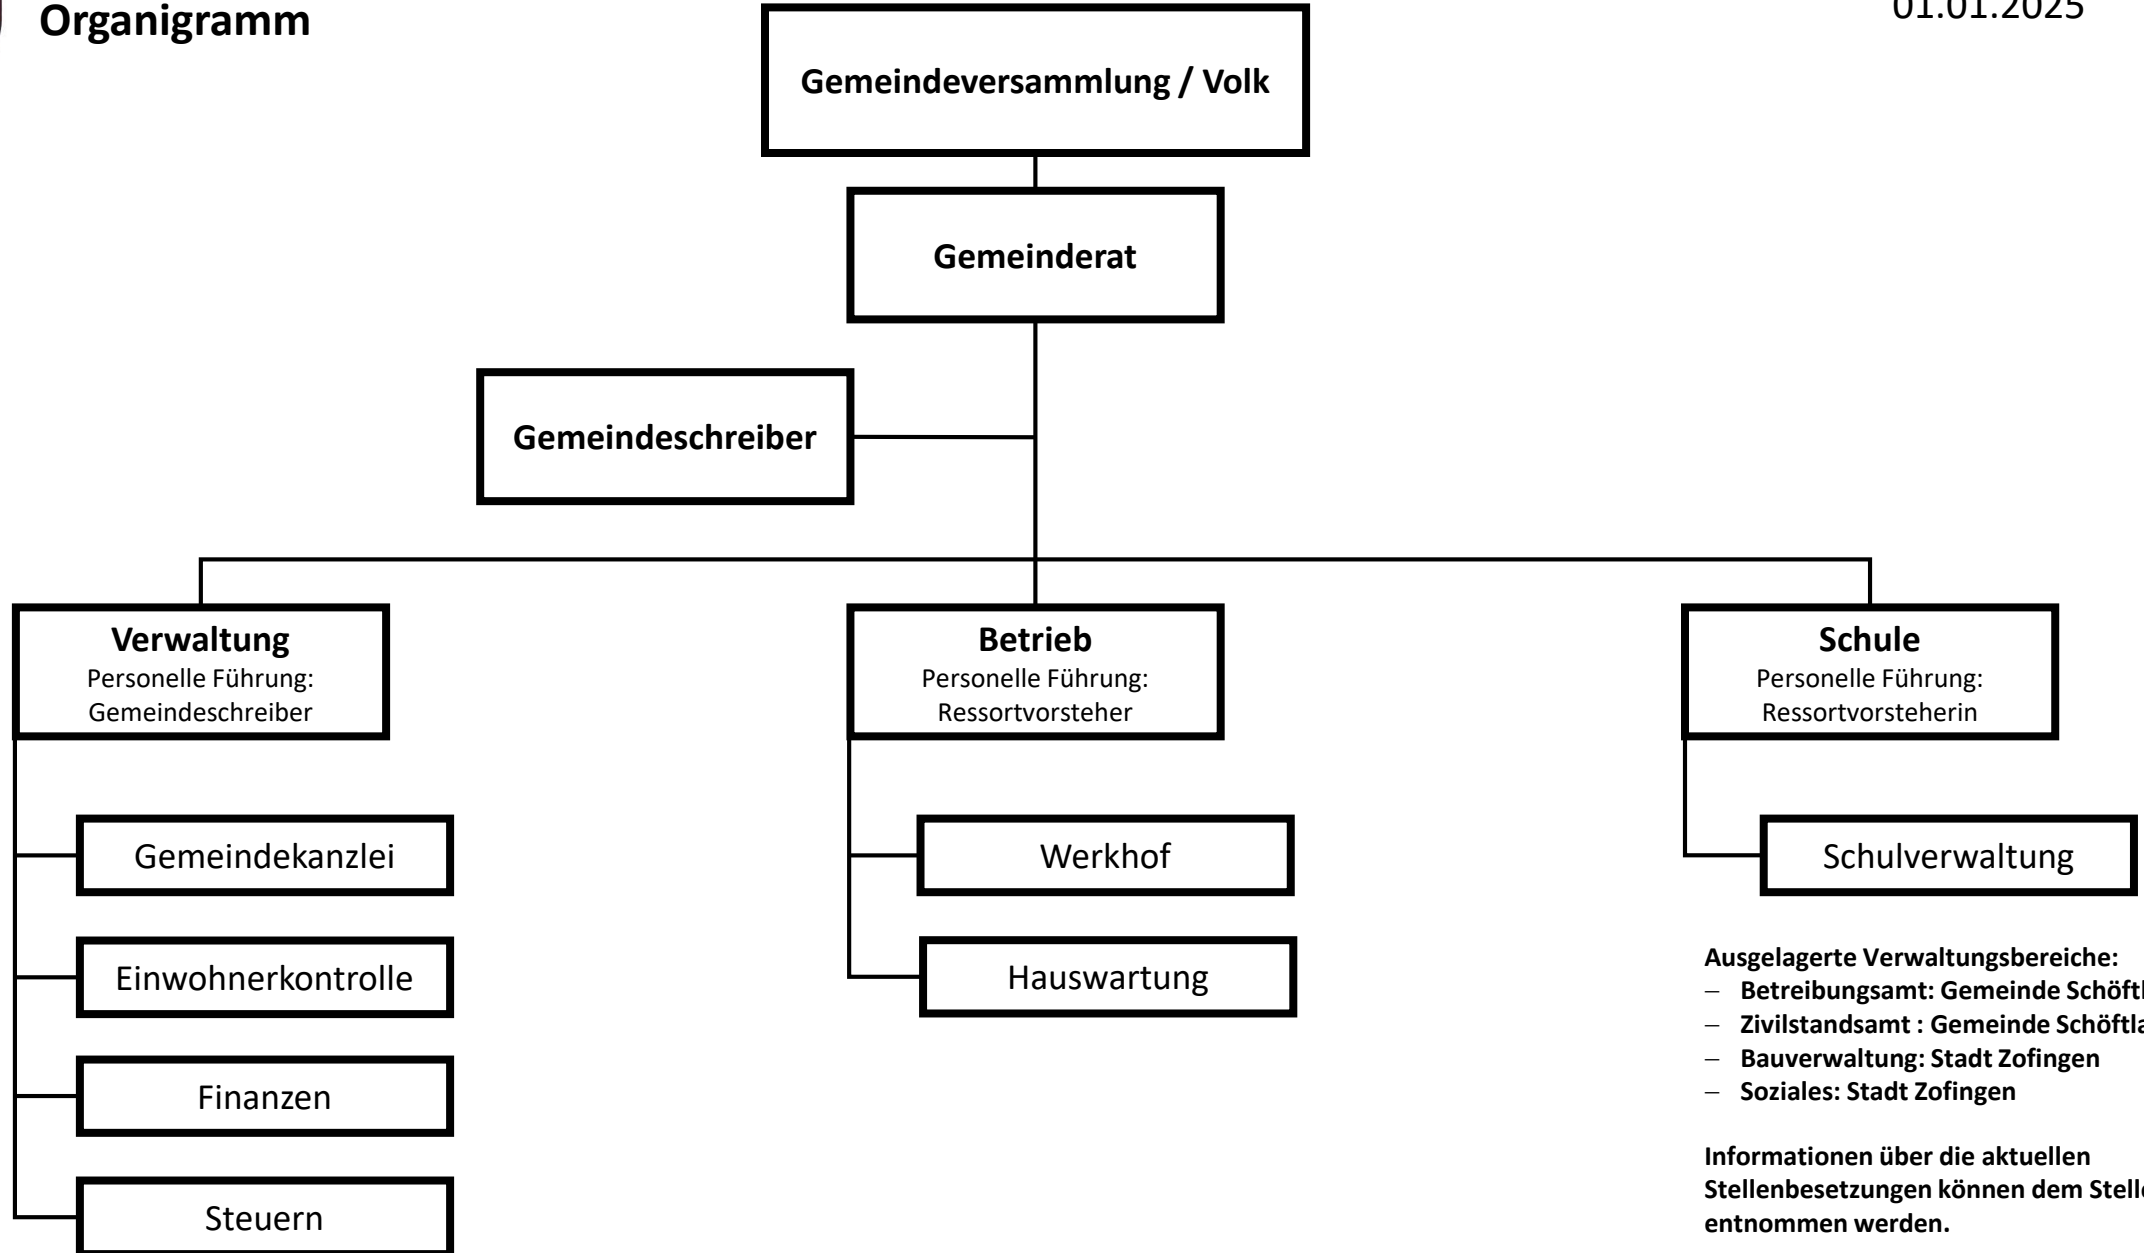 Organigramm
01.01.2025
Gemeindeversammlung / Volk
Gemeinderat
Gemeindeschreiber
Verwaltung
Personelle Führung:
Gemeindeschreiber
Betrieb
Personelle Führung:
Ressortvorsteher
Schule
Personelle Führung:
Ressortvorsteherin
Gemeindekanzlei
Einwohnerkontrolle
Finanzen
Steuern
Werkhof
Hauswartung
Schulverwaltung
Ausgelagerte Verwaltungsbereiche:
– Betreibungsamt: Gemeinde
– Zivilstandsamt : Gemeinde
– Bauverwaltung: Stadt Zofingen
– Soziales: Stadt Zofingen
Informationen über die aktuellen
Stellenbesetzungen können dem
entnommen werden.